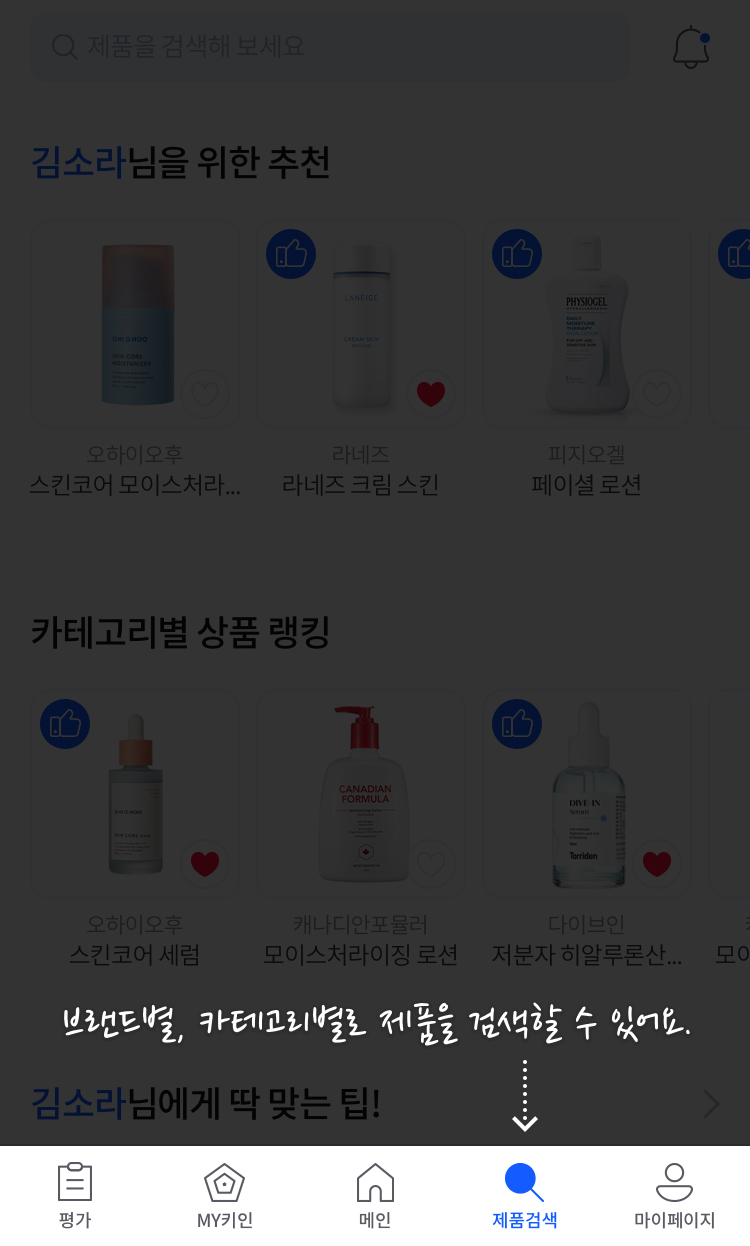 제품을 검색해 보세요
김소라님을 위한 추천
LANEIGE
CREAM SKIN
PHYSIOGEL
DAILY
MOISTURE
THERAPY
SKIN CORE
MOISTURIZER
오하이오후
라네즈
피지오겔
스킨코어 모이스처라...
라네즈 크림 스킨
페이셜 로션
카테고리별 상품 랭킹
CANADIAN
FORMULA
DIVE-IN
Serum
SKIN CORE
Torriden
오하이오후
캐나디안포뮬러
다이브인
스킨코어 세럼
모이스처라이징 로션
저분자 히알루론산...
모이
브랜드별, 카테고리별로 제품을 검색할 수 있어요.
김소라님에게 딱 맞는 팁!
평가
MY키인
메인
제품검색
마이페이지